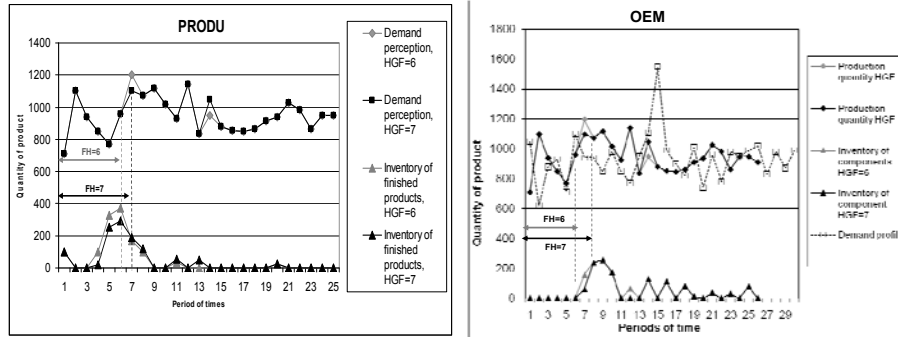 PRODU
Quantity of product
1400
1200
1000
800
600
400
200
0
FH=6
FH=7
1 3 5 7 9 11 13 15 17 19 21 23 25
Period of times
Demand
perception,
HGF=6
Demand
perception,
HGF=7
Inventory of
finished
products,
HGF=6
Inventory of
finished
products,
HGF=7
OEM
Quantity of product
1800
1600
1400
1200
1000
800
600
400
200
0
FH=6
FH=7
1 3 5 7 9 11 13 15 17 19 21 23 25 27 29
Periods of time
Production
quantity HGF
Production
quantity HGF
Inventory of
components
HGF=6
Inventory of
component
HGF=7
Demand profil